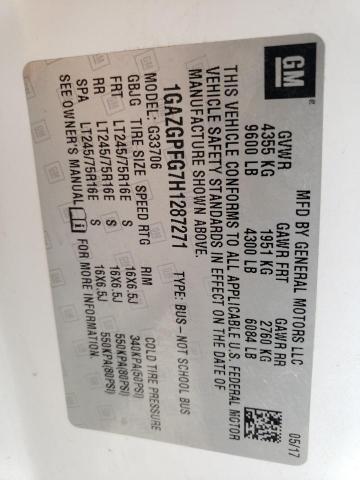 GM
MFD BY GENERAL MOTORS LLC 05/17
GVWR GAWR FRT GAWR RR
4355 KG 1951 KG 2760 KG
9600 LB 4300 LB 6084 LB
THIS VEHICLE CONFORMS TO ALL APPLICABLE U.S. FEDERAL MOTOR
VEHICLE SAFETY STANDARDS IN EFFECT ON THE DATE OF
MANUFACTURE SHOWN ABOVE.
1GAZGPFG7H1287271 TYPE: BUS-NOT SCHOOL BUS
MODEL: G33706
GBJG TIRE SIZE SPEED RTG RIM COLD TIRE PRESSURE
FRT LT245/75R16E S 16X6.5J 340KPA(50PSI)
RR LT245/75R16E S 16X6.5J 550KPA(80PSI)
SPA LT245/75R16E S 16X6.5J 550KPA(80PSI)
SEE OWNER'S MANUAL i FOR MORE INFORMATION